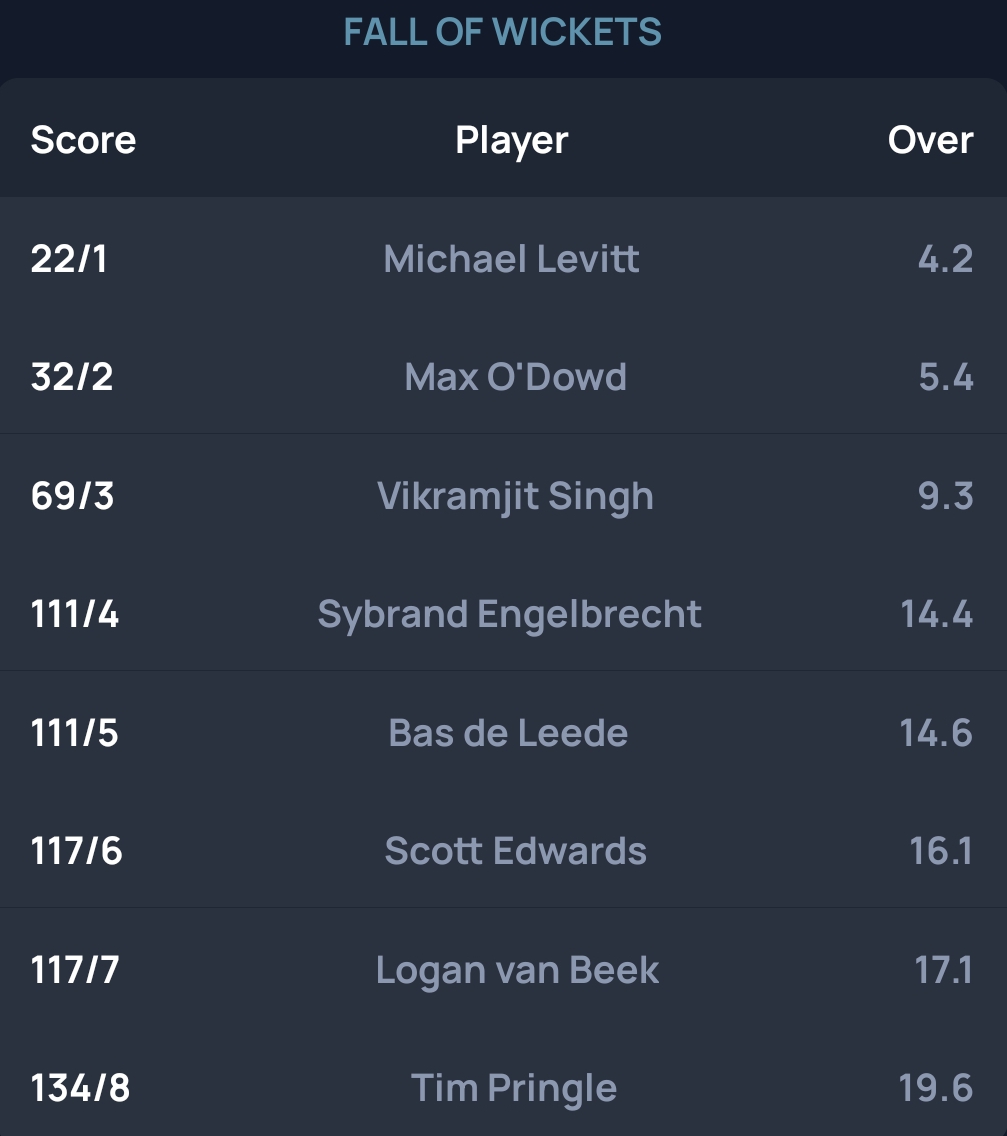 FALL OF WICKETS
Score Player Over
22/1 Michael Levitt 4.2
32/2 Max O'Dowd 5.4
69/3 Vikramjit Singh 9.3
111/4 Sybrand Engelbrecht 14.4
111/5 Bas de Leede 14.6
117/6 Scott Edwards 16.1
117/7 Logan van Beek 17.1
134/8 Tim Pringle 19.6